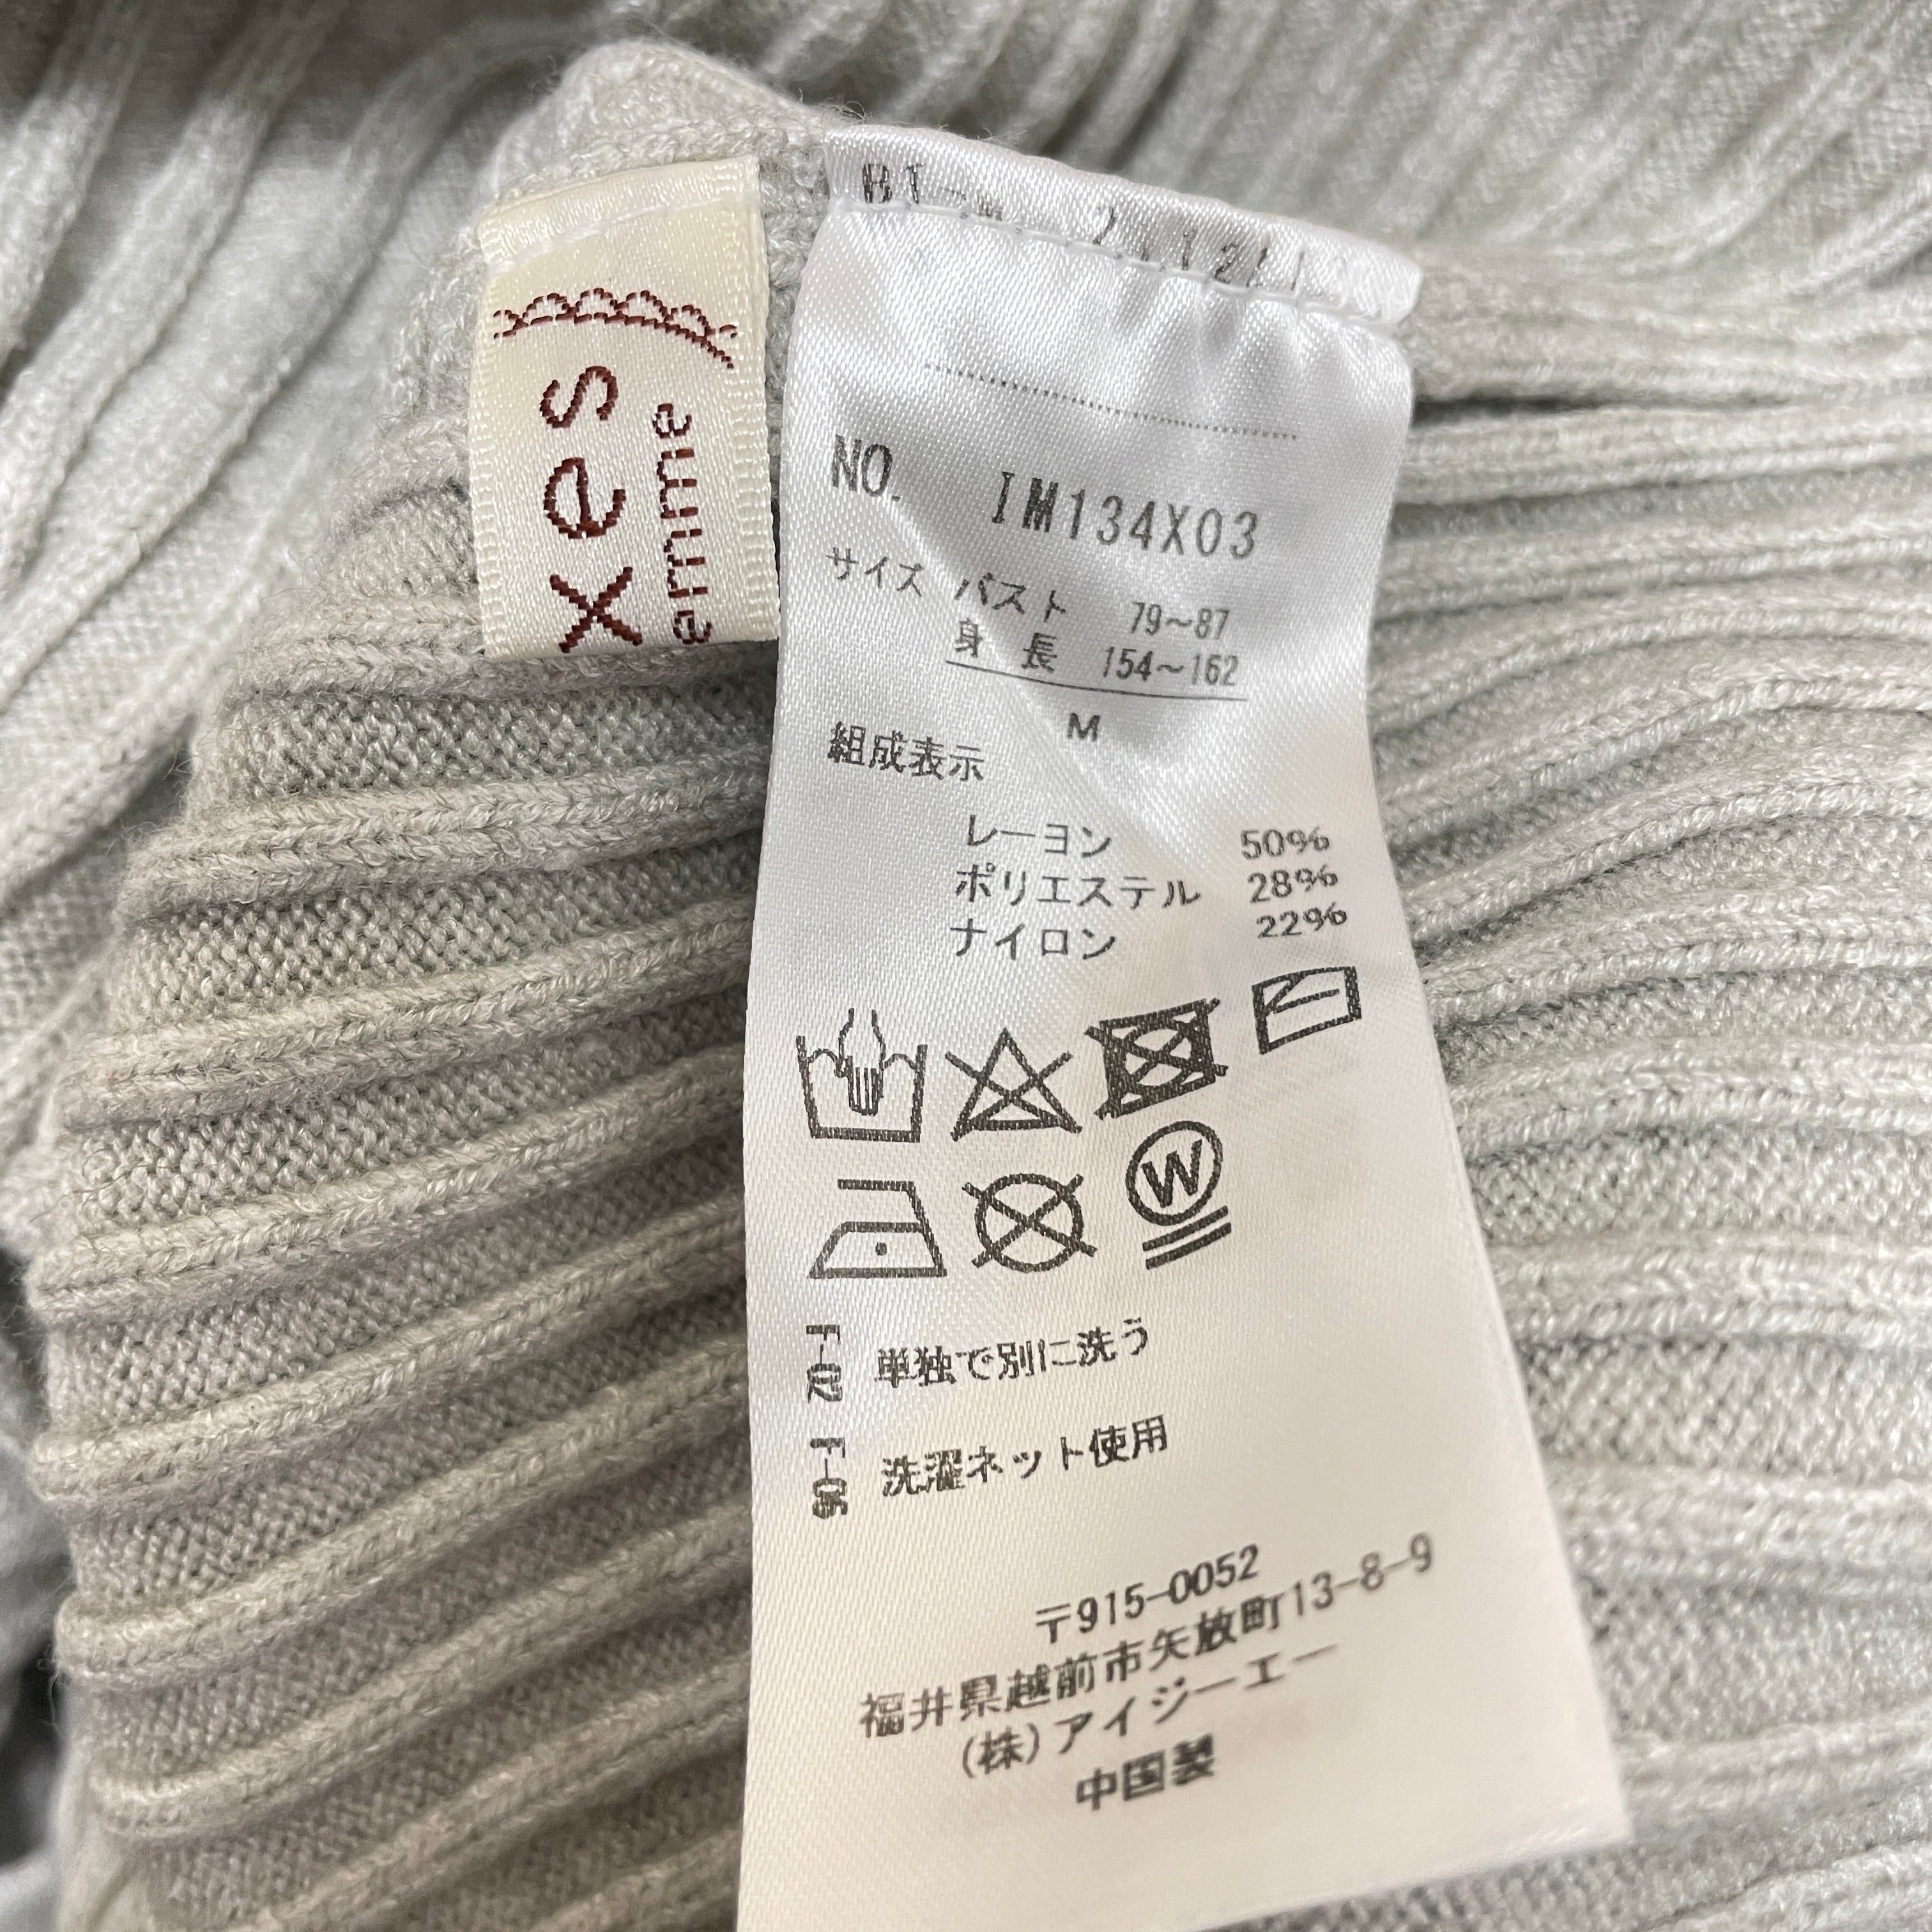 xes
emme
NO. IM134X03
サイズ バスト 79～87
身長 154～162
M
組成表示
レーヨン 50%
ポリエステル 28%
ナイロン 22%
W
F-02 単独で別に洗う
F-06 洗濯ネット使用
〒915-0052
福井県越前市矢放町13-8-9
(株)アイジーエー
中国製